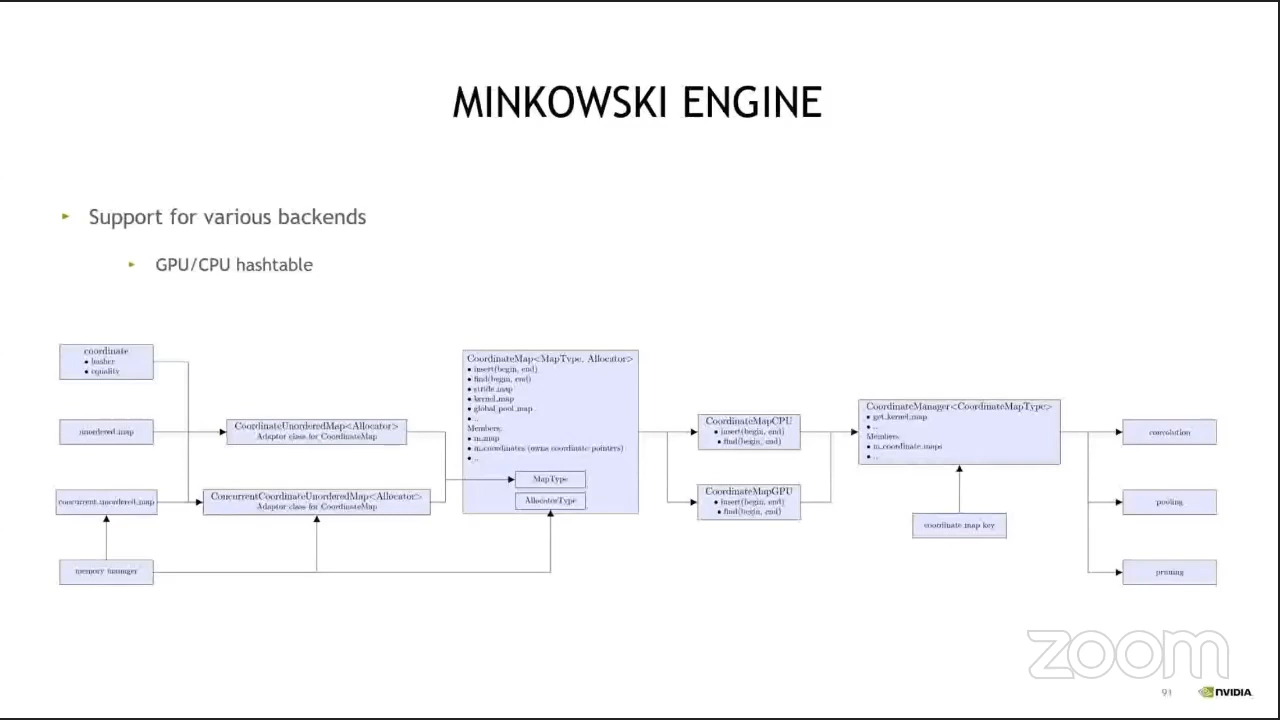 MINKOWSKI ENGINE
Support for various backends
GPU/CPU hashtable
coordinate
• hasher
• equality
unordered_map
concurrent_unordered_map
memory manager
CoordinateUnorderedMap<Allocator>
Adaptor class for CoordinateMap
ConcurrentCoordinateUnorderedMap<Allocator>
Adaptor class for CoordinateMap
CoordinateMap<MapType, Allocator>
• insert(begin, end)
• find(begin, end)
• stride_map
• kernel_map
• global_pool_map
• ..
Members:
• m_map
• m_coordinates (owns coordinate pointers)
• ..
MapType
AllocatorType
CoordinateMapCPU
• insert(begin, end)
• find(begin, end)
CoordinateMapGPU
• insert(begin, end)
• find(begin, end)
CoordinateManager<CoordinateMapType>
• get_kernel_map
• ..
Members:
• m_coordinate_maps
• ..
coordinate map key
convolution
pooling
pruning
zoom
91
NVIDIA